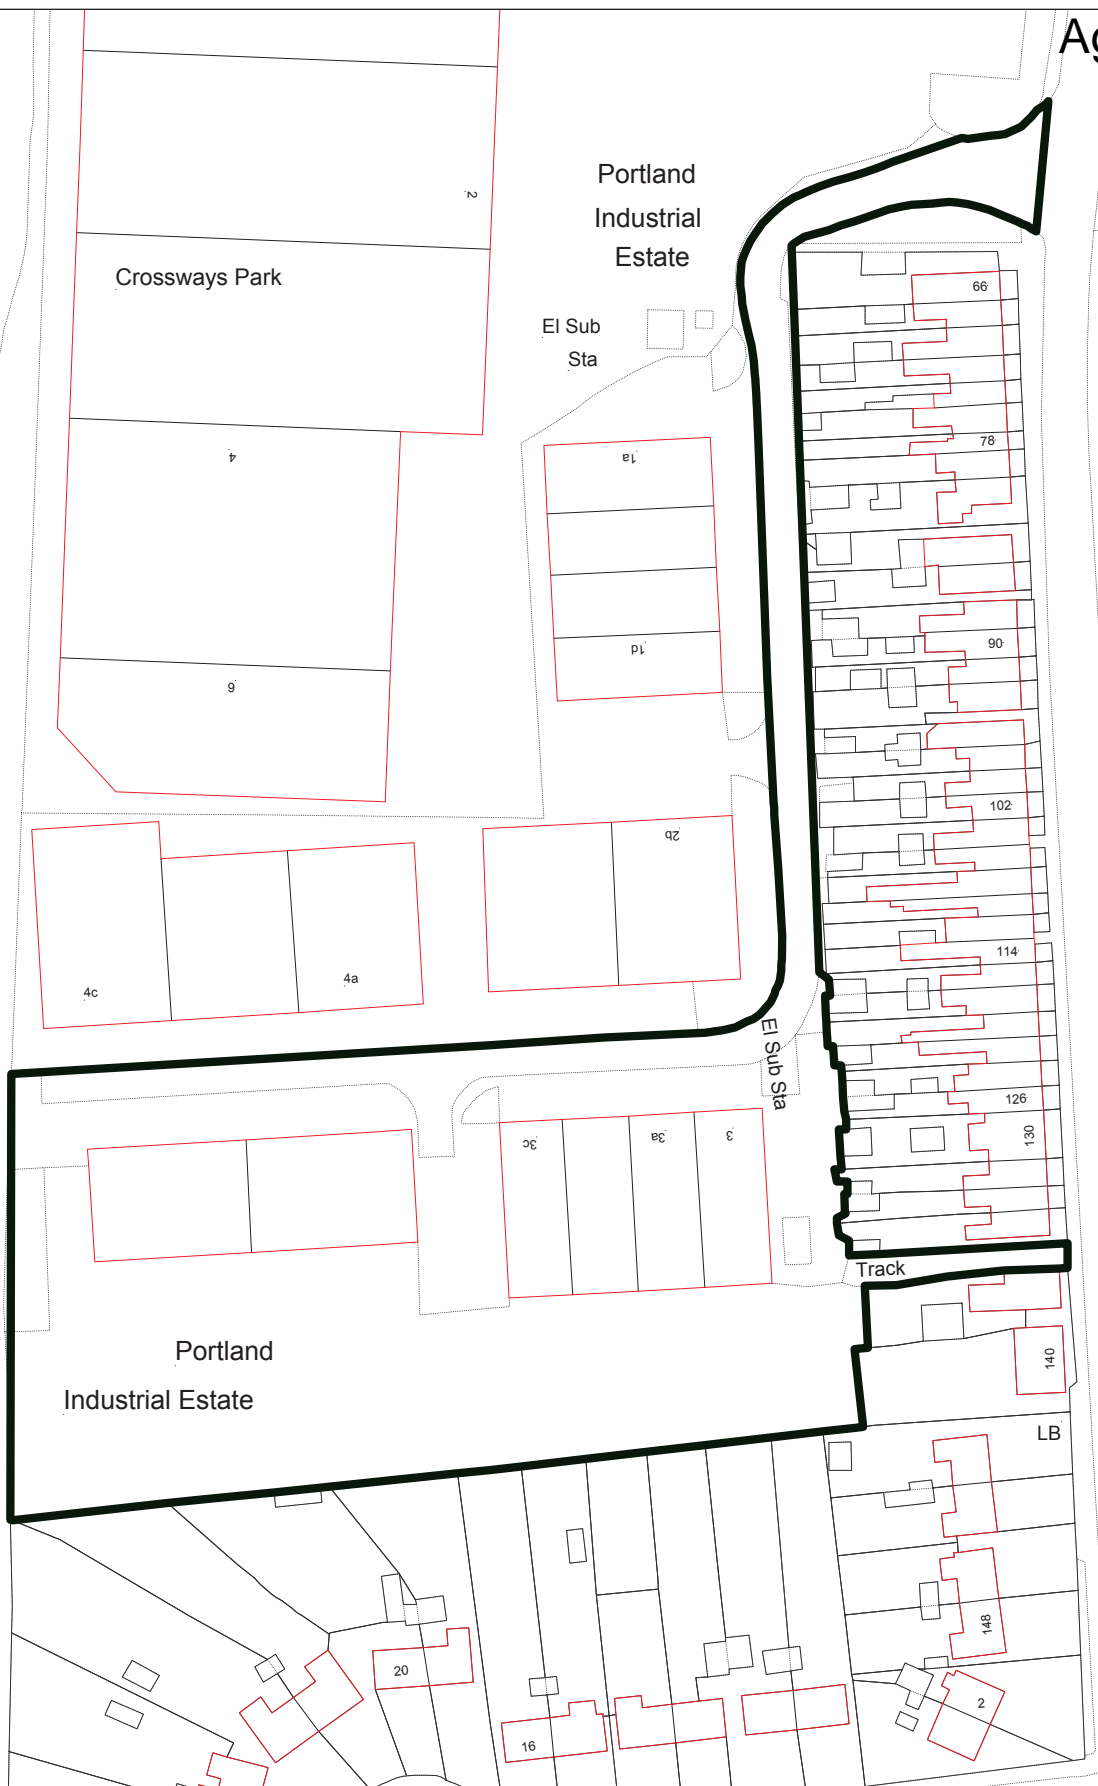 Ag
Portland
Industrial
Estate
2
Crossways Park
66
El Sub
Sta
78
4
1a
1d
90
6
102
2b
114
4c
4a
El Sub Sta
126
130
3c
3a
3
Track
Portland
Industrial Estate
140
LB
148
20
2
16